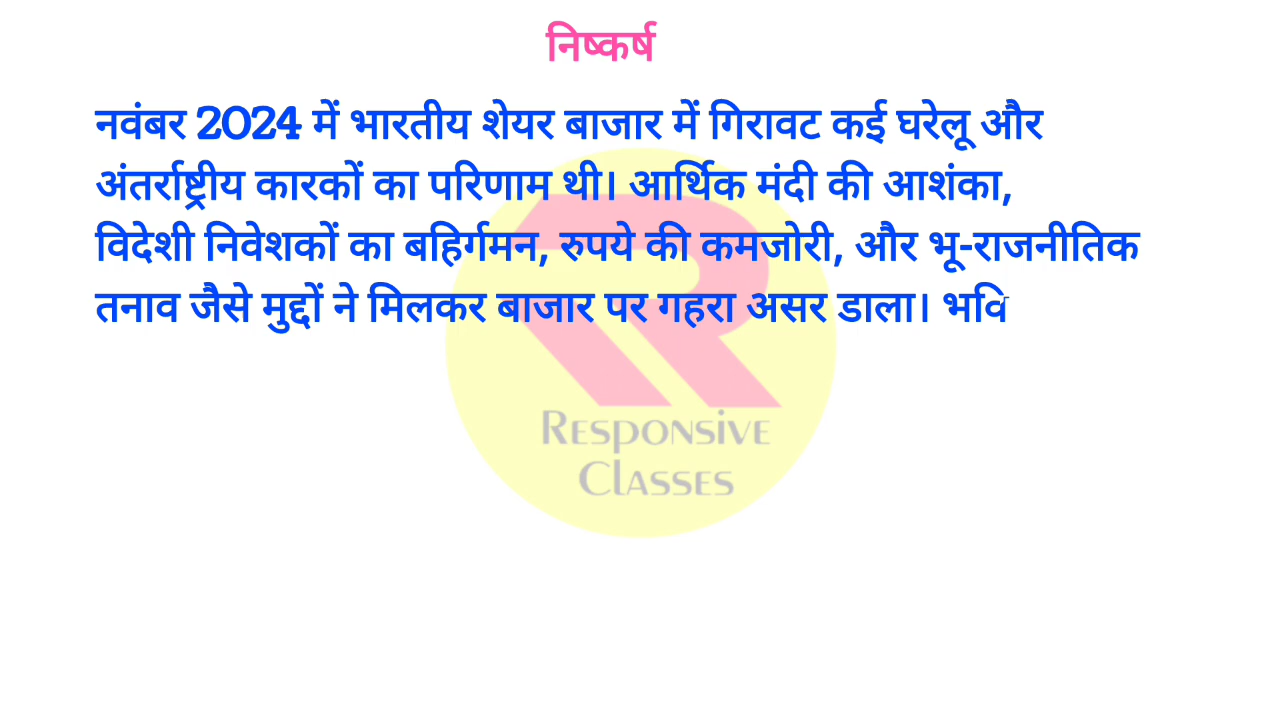 निष्कर्ष
नवंबर 2024 में भारतीय शेयर बाजार में गिरावट कई घरेलू और
अंतर्राष्ट्रीय कारकों का परिणाम थी। आर्थिक मंदी की आशंका,
विदेशी निवेशकों का बहिर्गमन, रुपये की कमजोरी, और भू-राजनीतिक
तनाव जैसे मुद्दों ने मिलकर बाजार पर गहरा असर डाला।
RESPONSIVE
CLASSES